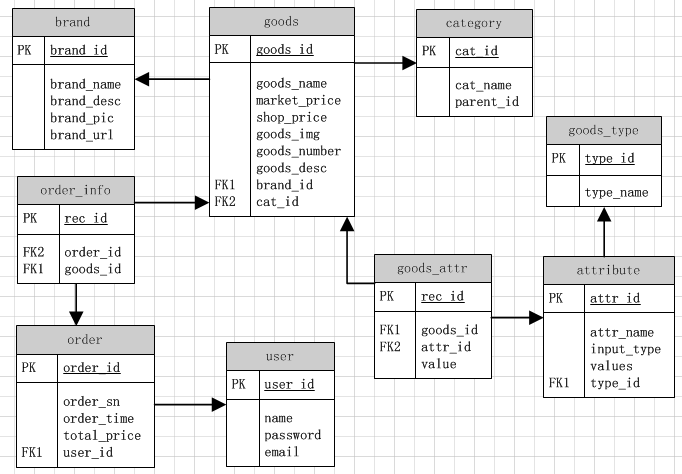 brand
PK brand_id
brand_name
brand_desc
brand_pic
brand_url
goods
PK goods_id
goods_name
market_price
shop_price
goods_img
goods_number
goods_desc
FK1 brand_id
FK2 cat_id
category
PK cat_id
cat_name
parent_id
goods_type
PK type_id
type_name
order_info
PK rec_id
FK2 order_id
FK1 goods_id
goods_attr
PK rec_id
FK1 goods_id
FK2 attr_id
value
attribute
PK attr_id
attr_name
input_type
values
FK1 type_id
order
PK order_id
order_sn
order_time
total_price
FK1 user_id
user
PK user_id
name
password
email